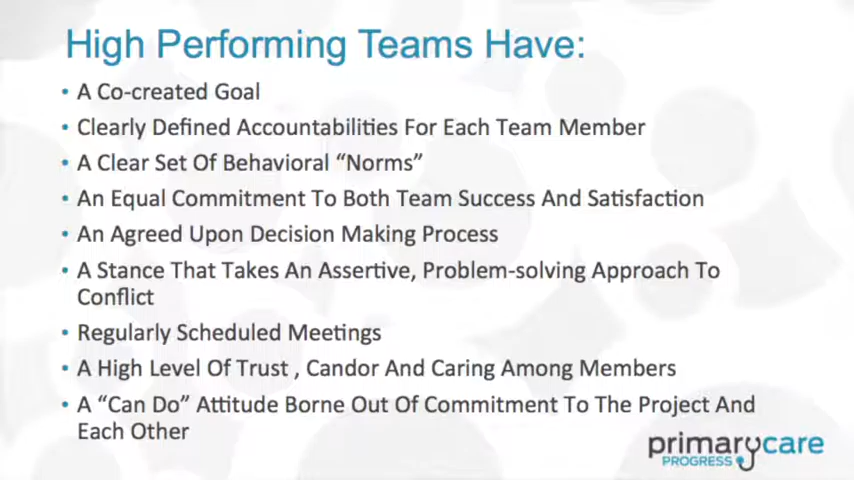 High Performing Teams Have:
• A Co-created Goal
• Clearly Defined Accountabilities For Each Team Member
• A Clear Set Of Behavioral “Norms”
• An Equal Commitment To Both Team Success And Satisfaction
• An Agreed Upon Decision Making Process
• A Stance That Takes An Assertive, Problem-solving Approach To
Conflict
• Regularly Scheduled Meetings
• A High Level Of Trust , Candor And Caring Among Members
• A “Can Do” Attitude Borne Out Of Commitment To The Project And
Each Other
primarycare
PROGRESS